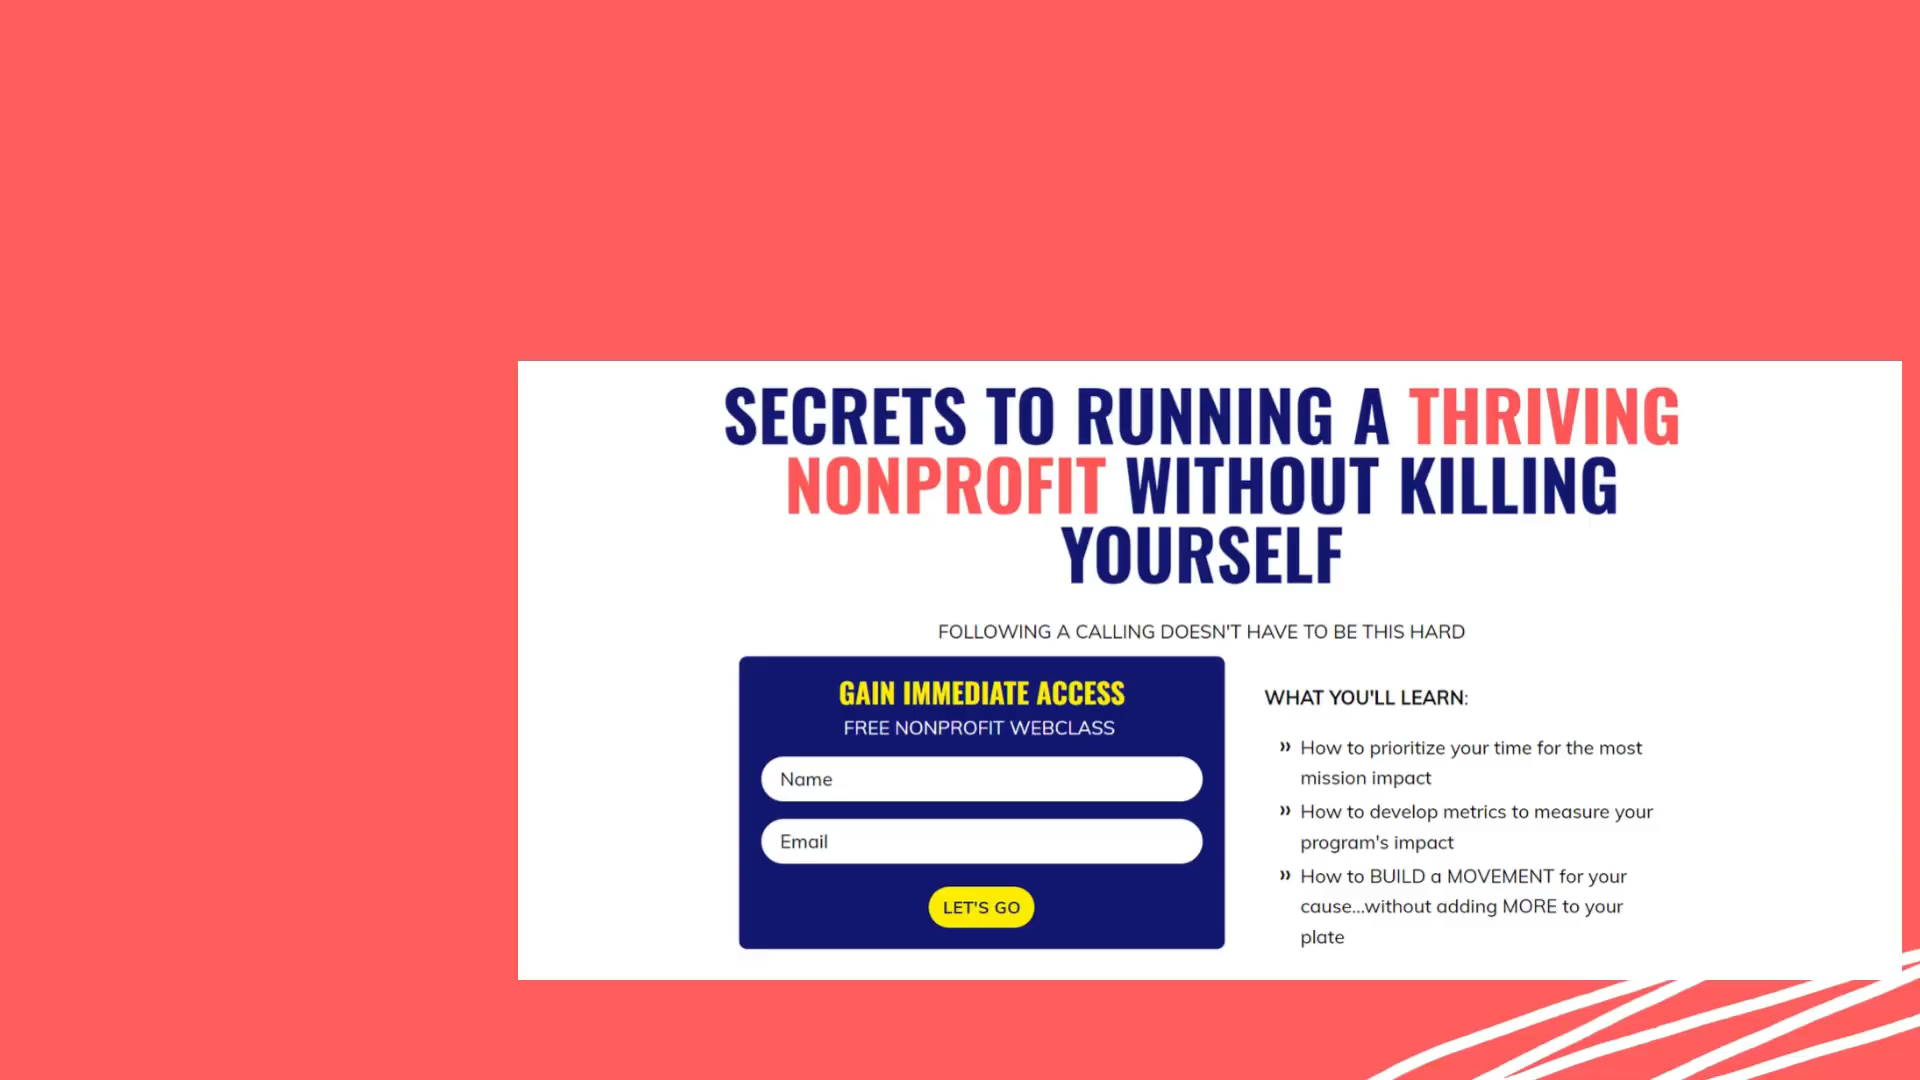 SECRETS TO RUNNING A THRIVING
NONPROFIT WITHOUT KILLING
YOURSELF
FOLLOWING A CALLING DOESN'T HAVE TO BE THIS HARD
GAIN IMMEDIATE ACCESS
FREE NONPROFIT WEBCLASS
Name
Email
LET'S GO
WHAT YOU'LL LEARN:
» How to prioritize your time for the most
mission impact
» How to develop metrics to measure your
program's impact
» How to BUILD a MOVEMENT for your
cause...without adding MORE to your
plate